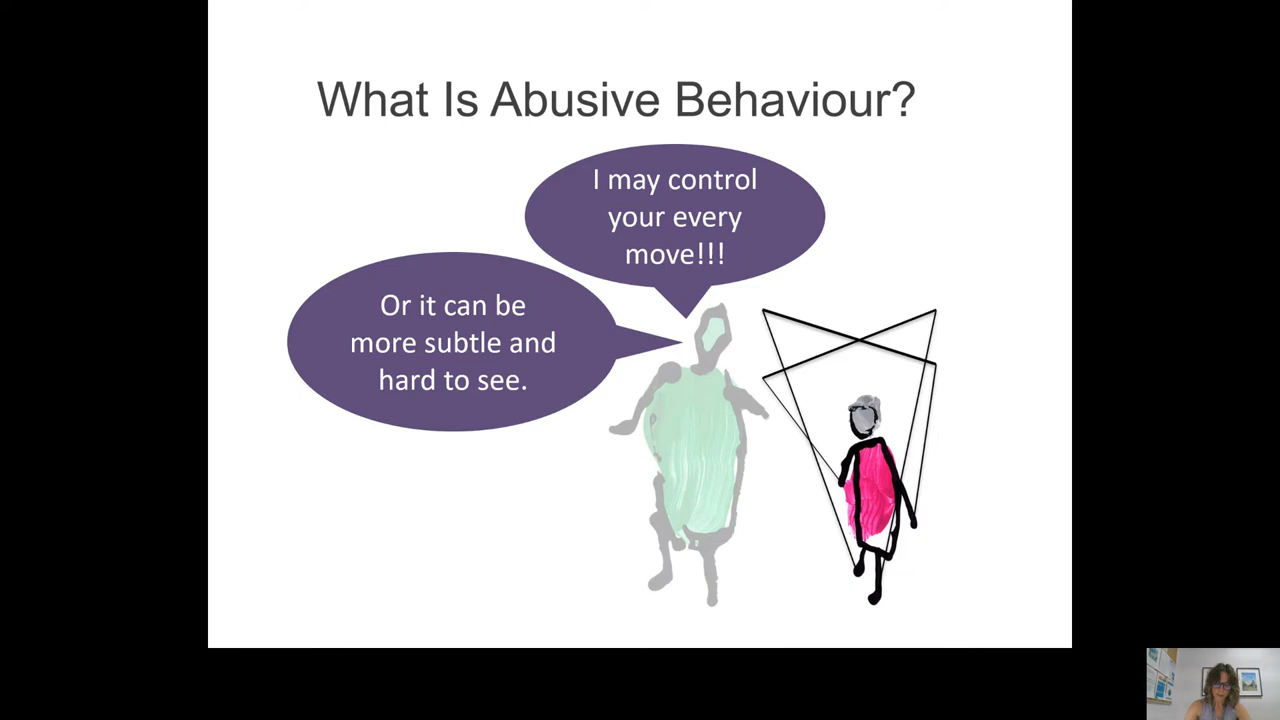 What Is Abusive Behaviour?
I may control
your every
move!!!
Or it can be
more subtle and
hard to see.